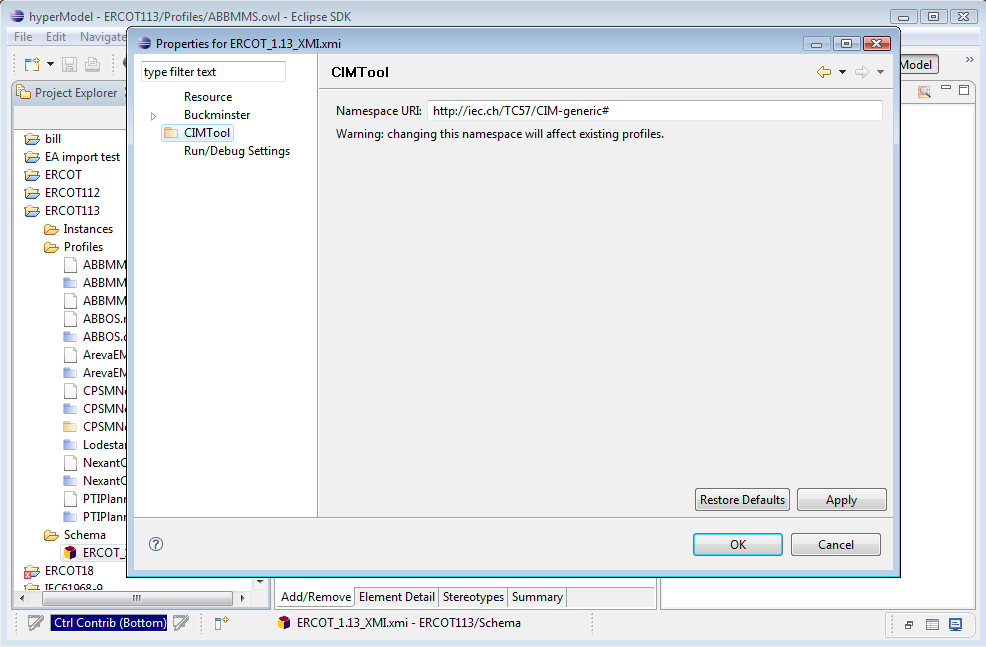 hyperModel - ERCOT113/Profiles/ABBMMS.owl - Eclipse SDK
File Edit Navigate
Properties for ERCOT_1.13_XMI.xmi
Model
»
Project Explorer
type filter text
Resource
Buckminster
CIMTool
Run/Debug Settings
CIMTool
Namespace URI: http://iec.ch/TC57/CIM-generic#
Warning: changing this namespace will affect existing profiles.
Restore Defaults Apply
OK Cancel
bill
EA import test
ERCOT
ERCOT112
ERCOT113
Instances
Profiles
ABBMM
ABBMM
ABBMM
ABBOS.
ABBOS.
ArevaEM
ArevaEM
CPSMN
CPSMN
CPSMN
Lodesta
Nexant
Nexant
PTIPlann
PTIPlann
Schema
ERCOT_
ERCOT18
IEC61968-9
Add/Remove Element Detail Stereotypes Summary
Ctrl Contrib (Bottom)
ERCOT_1.13_XMI.xmi - ERCOT113/Schema